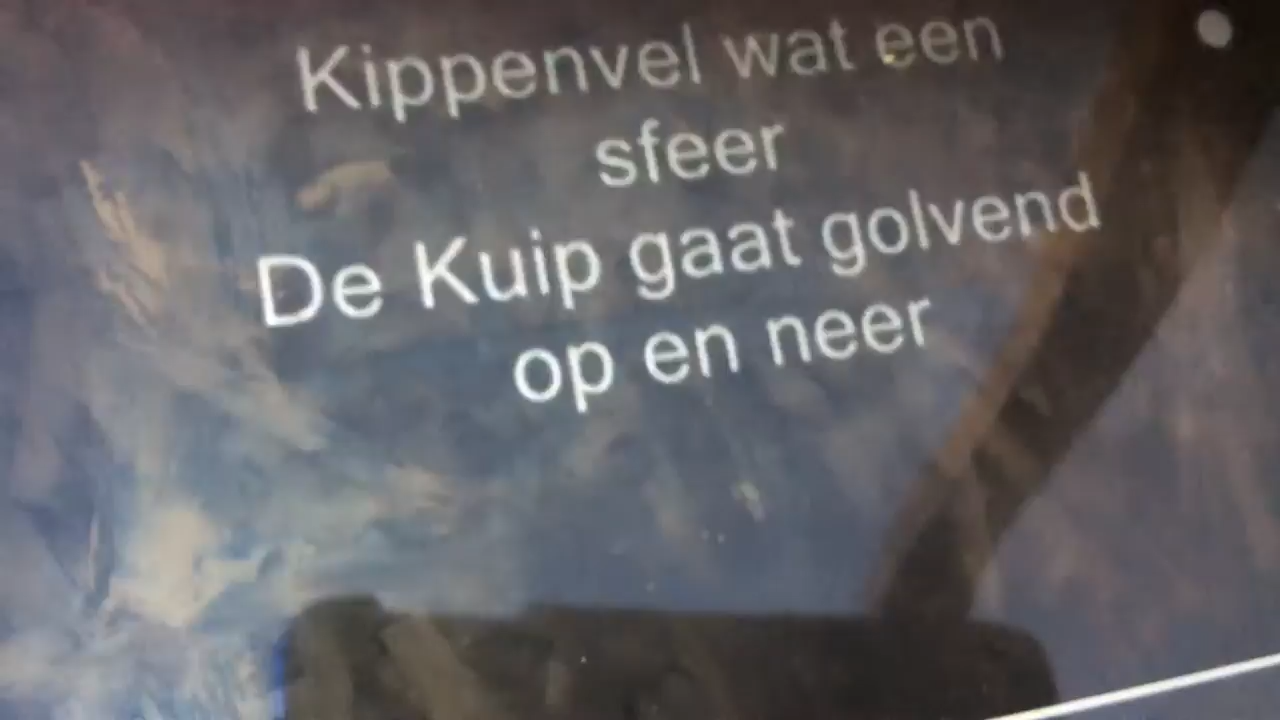 Kippenvel wat een
sfeer
De Kuip gaat golvend
op en neer